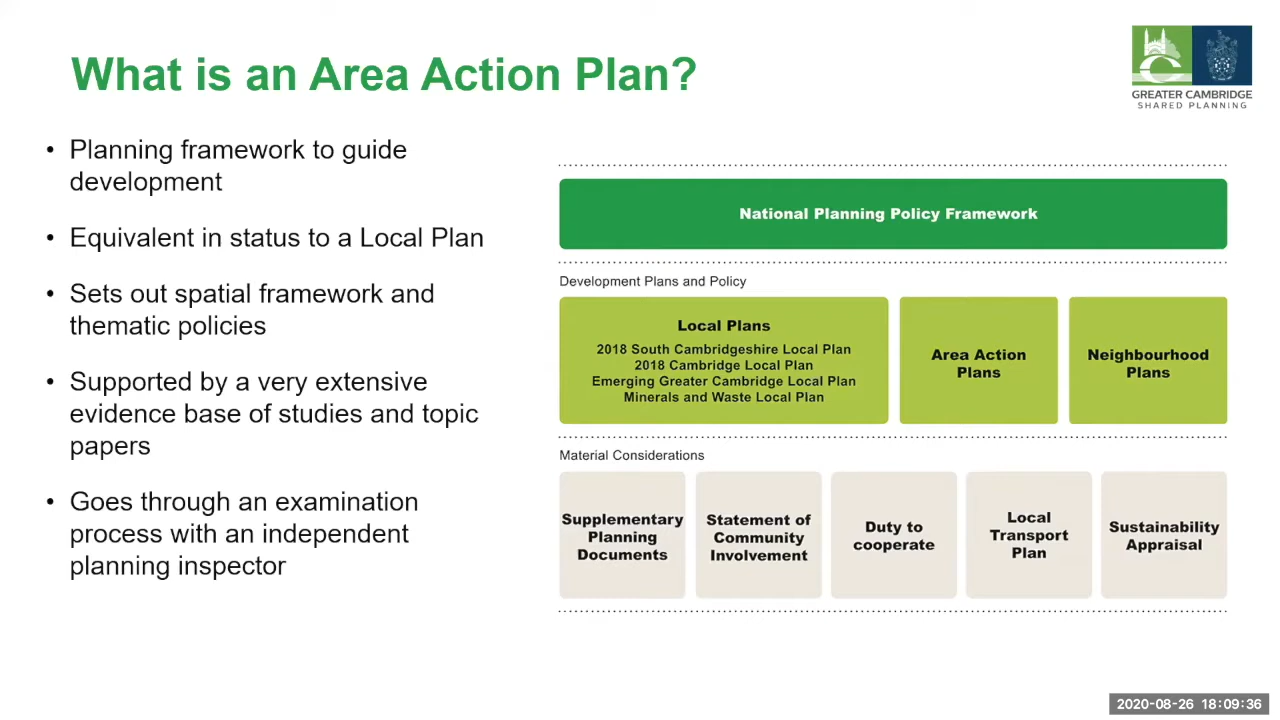 What is an Area Action Plan?
GREATER CAMBRIDGE
SHARED PLANNING
• Planning framework to guide
development
• Equivalent in status to a Local Plan
• Sets out spatial framework and
thematic policies
• Supported by a very extensive
evidence base of studies and topic
papers
• Goes through an examination
process with an independent
planning inspector
National Planning Policy Framework
Development Plans and Policy
Local Plans
2018 South Cambridgeshire Local Plan
2018 Cambridge Local Plan
Emerging Greater Cambridge Local Plan
Minerals and Waste Local Plan
Area Action
Plans
Neighbourhood
Plans
Material Considerations
Supplementary
Planning
Documents
Statement of
Community
Involvement
Duty to
cooperate
Local
Transport
Plan
Sustainability
Appraisal
2020-08-26 18:09:36